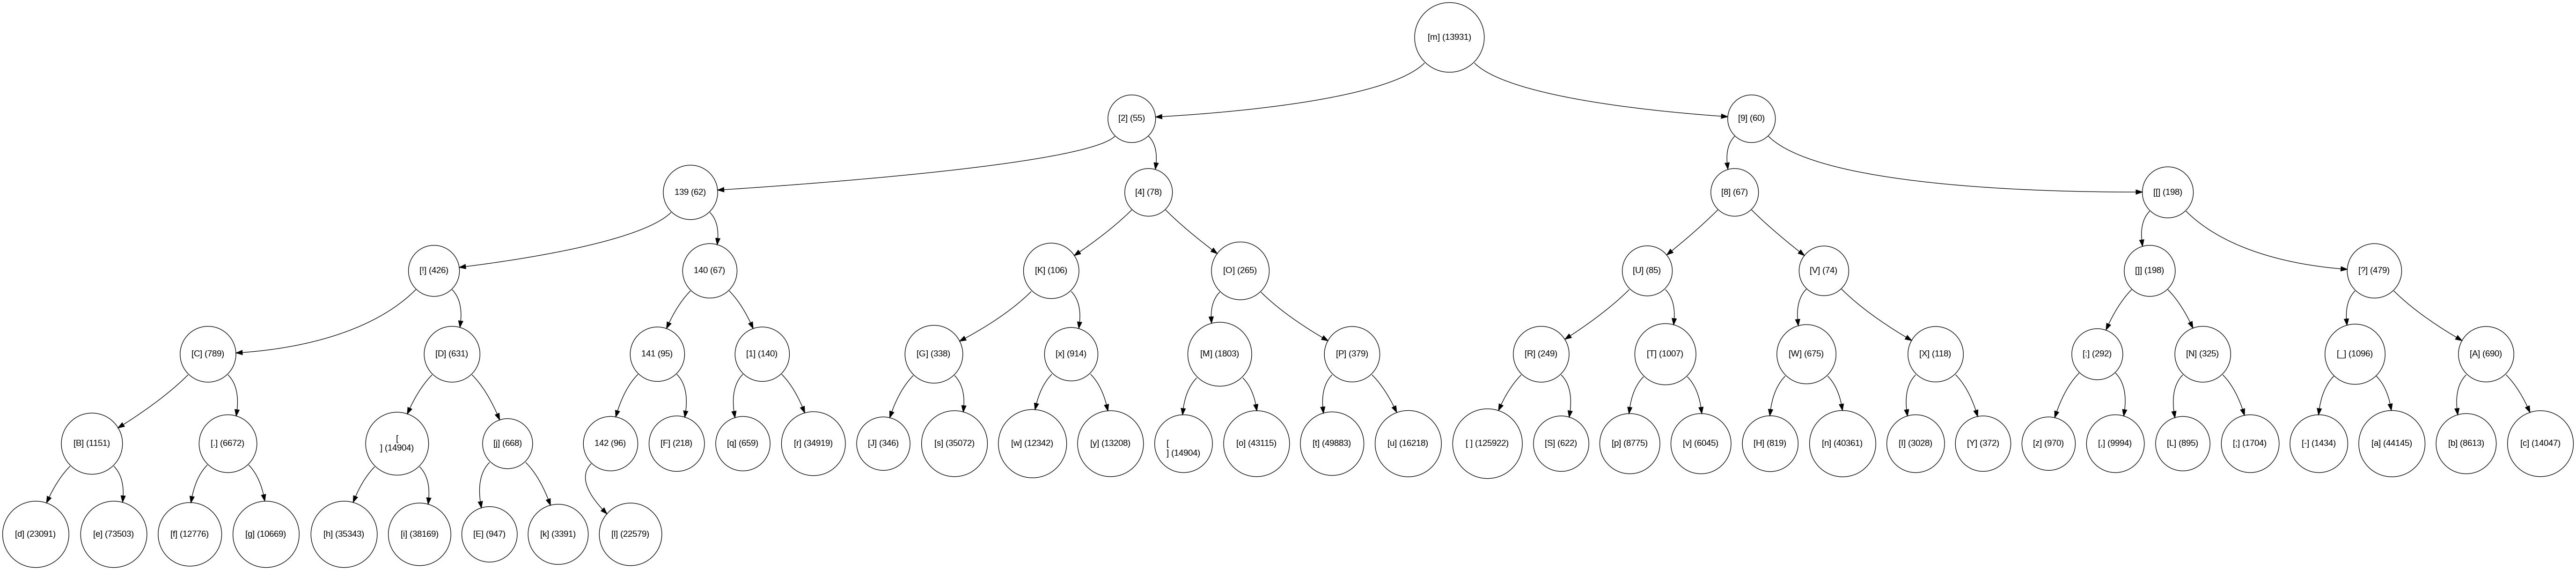 [m] (13931)
[2] (55)
[9] (60)
139 (62)
[4] (78)
[8] (67)
[[] (198)
[!] (426)
140 (67)
[K] (106)
[O] (265)
[U] (85)
[V] (74)
[]] (198)
[?] (479)
[C] (789)
[D] (631)
141 (95)
[1] (140)
[G] (338)
[x] (914)
[M] (1803)
[P] (379)
[R] (249)
[T] (1007)
[W] (675)
[X] (118)
[:] (292)
[N] (325)
[_] (1096)
[A] (690)
[B] (1151)
[.] (6672)
[
] (14904)
[j] (668)
142 (96)
[F] (218)
[q] (659)
[r] (34919)
[J] (346)
[s] (35072)
[w] (12342)
[y] (13208)
[
] (14904)
[o] (43115)
[t] (49883)
[u] (16218)
[ ] (125922)
[S] (622)
[p] (8775)
[v] (6045)
[H] (819)
[n] (40361)
[I] (3028)
[Y] (372)
[z] (970)
[,] (9994)
[L] (895)
[;] (1704)
[-] (1434)
[a] (44145)
[b] (8613)
[c] (14047)
[d] (23091)
[e] (73503)
[f] (12776)
[g] (10669)
[h] (35343)
[i] (38169)
[E] (947)
[k] (3391)
[l] (22579)